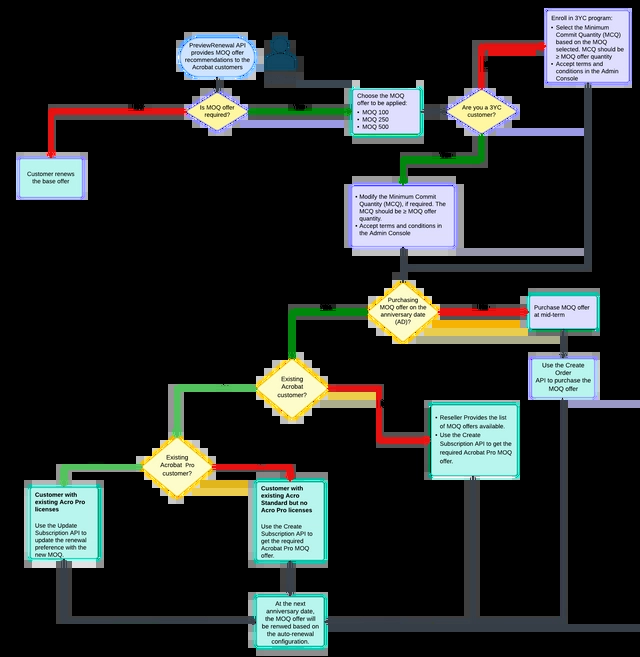 PreviewRenewal API
provides MOQ offer
recommendations to the
Acrobat customers
Enroll in 3YC program:
• Select the Minimum
Commit Quantity (MCQ)
based on the MOQ
selected. MCQ should be
≥ MOQ offer quantity
• Accept terms and
conditions in the Admin
Console
Is MOQ offer
required?
Choose the MOQ
offer to be applied:
• MOQ 100
• MOQ 250
• MOQ 500
Are you a 3YC
customer?
Customer renews
the base offer
• Modify the Minimum Commit
Quantity (MCQ), if required. The
MCQ should be ≥ MOQ offer
quantity.
• Accept terms and conditions in
the Admin Console
Purchasing
MOQ offer on the
anniversary date
(AD)?
Purchase MOQ offer
at mid-term
Use the Create
Order
API to purchase the
MOQ offer
Existing
Acrobat
customer?
• Reseller Provides the list
of MOQ offers available.
• Use the Create
Subscription API to get the
required Acrobat Pro MOQ
offer.
Existing
Acrobat Pro
customer?
Customer with
existing Acro Pro
licenses
Use the Update
Subscription API to
update the renewal
preference with the
new MOQ.
Customer with
existing Acro
Standard but no
Acro Pro licenses
Use the Create
Subscription API to
get the required
Acrobat Pro MOQ
offer.
At the next
anniversary date,
the MOQ offer will
be renwed based on
the auto-renewal
configuration.